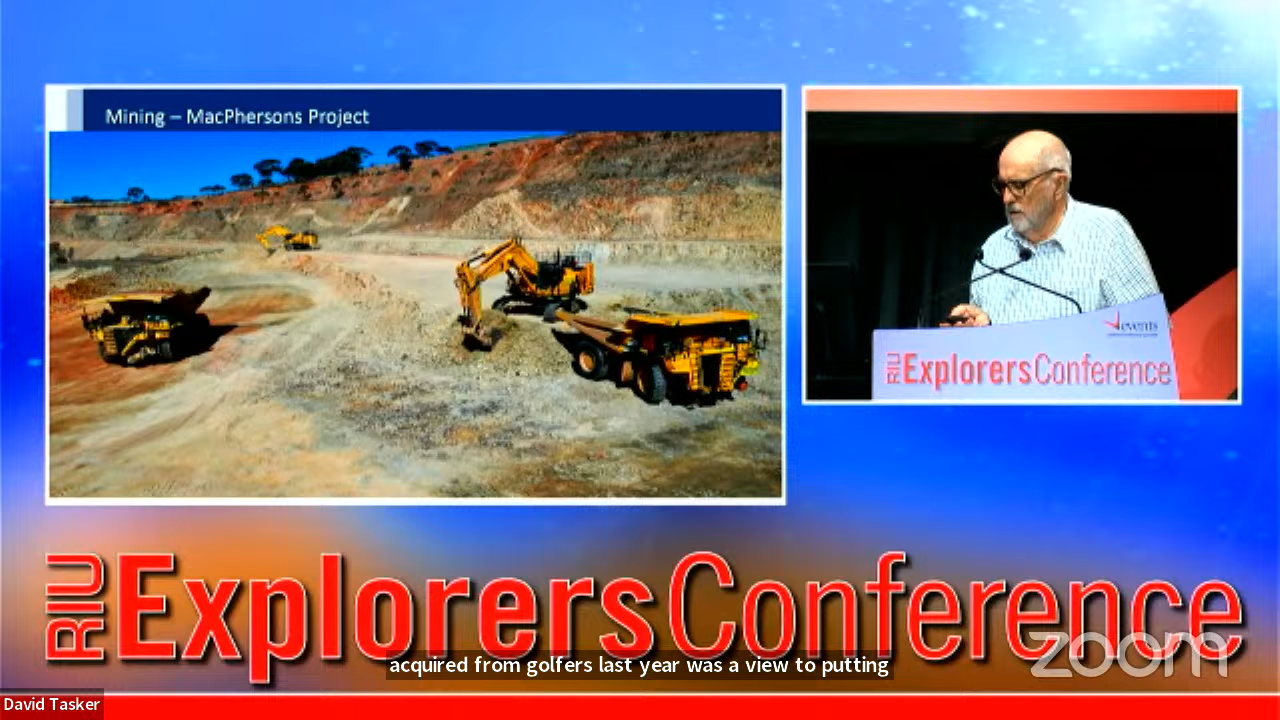 Mining – MacPhersons Project
events
RIU ExplorersConference
RIU ExplorersConference
zoom
acquired from golfers last year was a view to putting
David Tasker